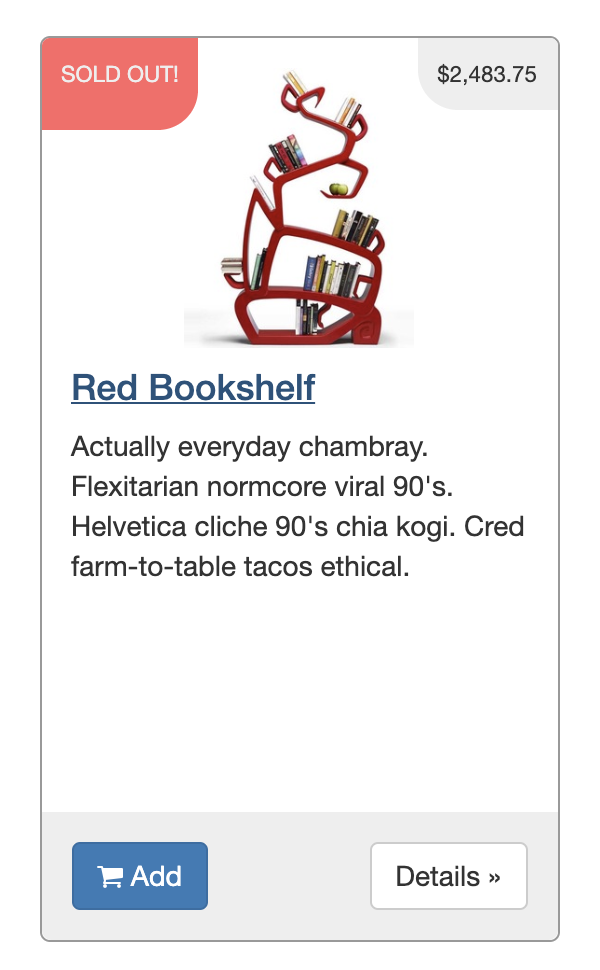 SOLD OUT!
$2,483.75
Red Bookshelf
Actually everyday chambray.
Flexitarian normcore viral 90's.
Helvetica cliche 90's chia kogi. Cred
farm-to-table tacos ethical.
Add
Details »